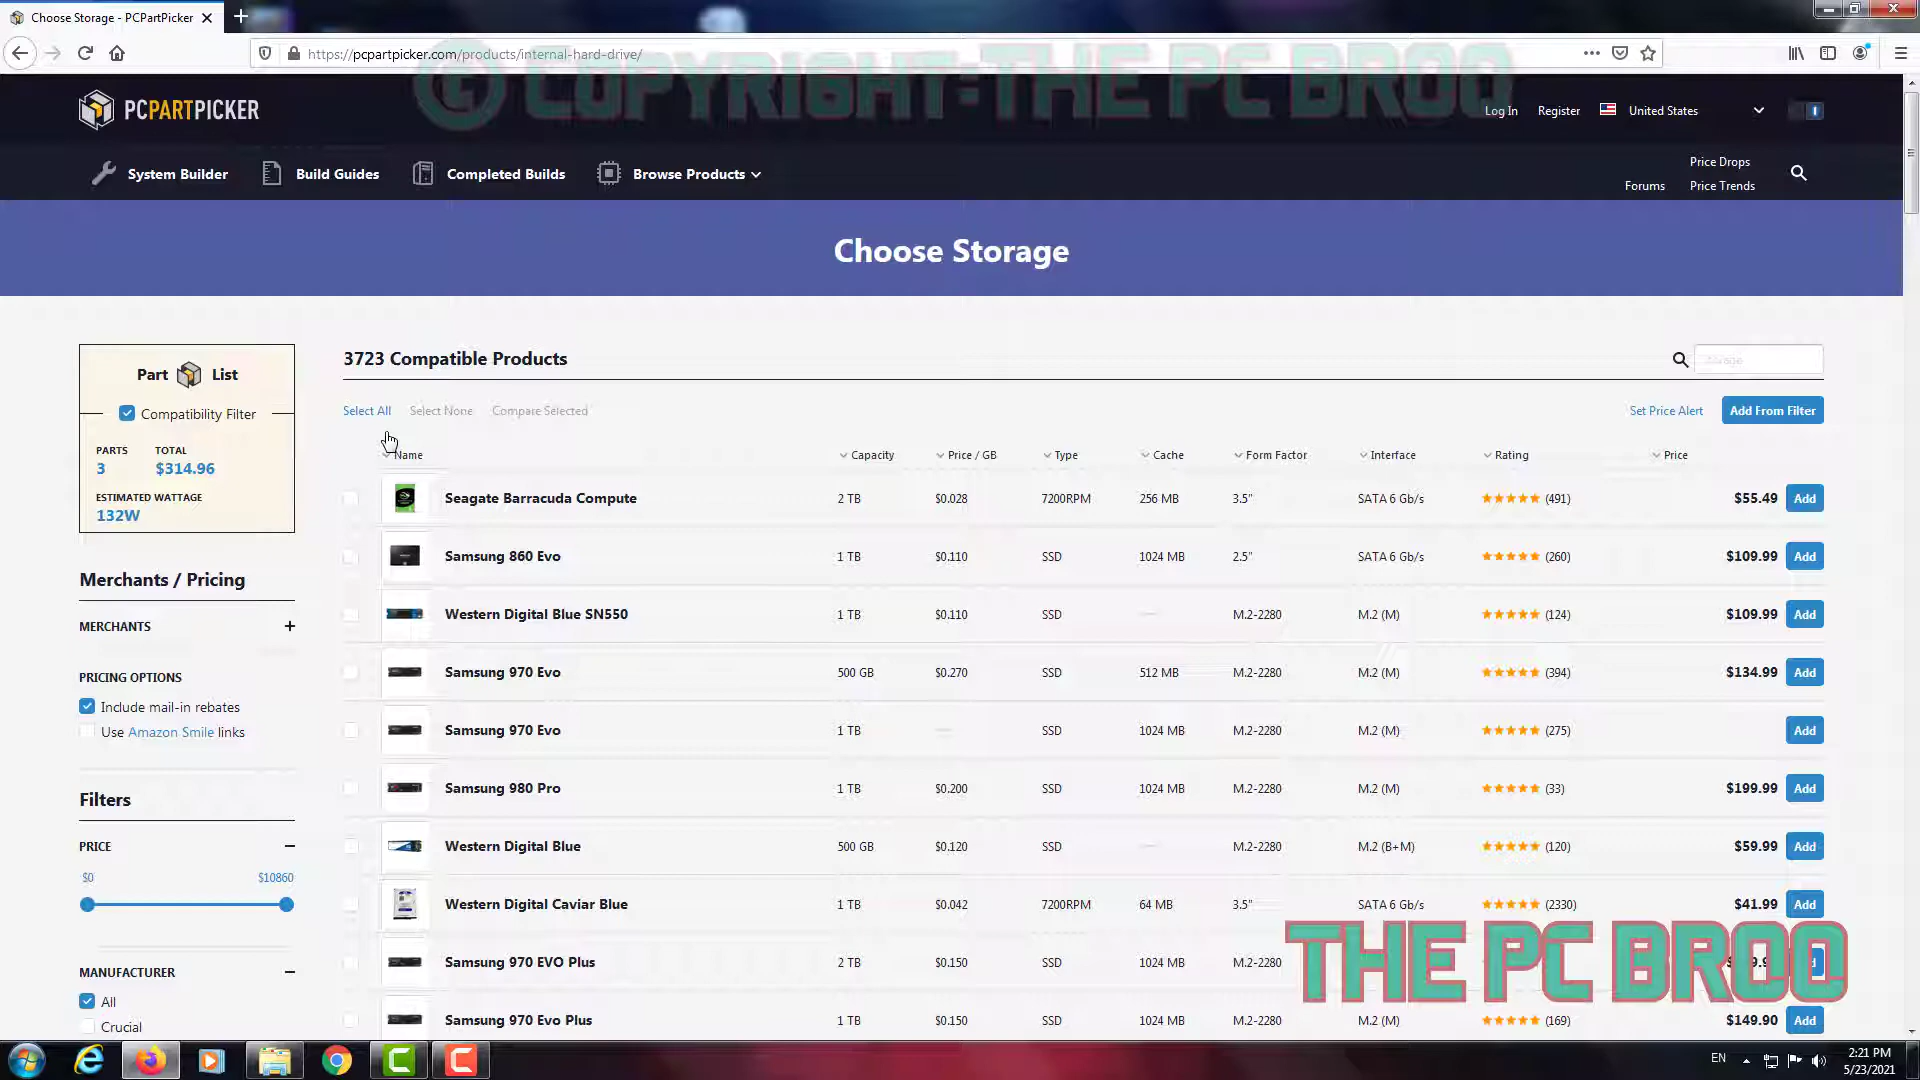 Choose Storage - PCPartPicker
https://pcpartpicker.com/products/internal-hard-drive/
© COPYRIGHT:THE PC BROO
PCPARTPICKER
Log In Register United States
System Builder Build Guides Completed Builds Browse Products
Price Drops
Forums Price Trends
Choose Storage
Part List
Compatibility Filter
PARTS TOTAL
3 $314.96
ESTIMATED WATTAGE
132W
Merchants / Pricing
MERCHANTS
PRICING OPTIONS
Include mail-in rebates
Use Amazon Smile links
Filters
PRICE
$0 $10860
MANUFACTURER
All
Crucial
3723 Compatible Products
Select All Select None Compare Selected Set Price Alert Add From Filter
Name Capacity Price / GB Type Cache Form Factor Interface Rating Price
Seagate Barracuda Compute 2 TB $0.028 7200RPM 256 MB 3.5" SATA 6 Gb/s (491) $55.49 Add
Samsung 860 Evo 1 TB $0.110 SSD 1024 MB 2.5" SATA 6 Gb/s (260) $109.99 Add
Western Digital Blue SN550 1 TB $0.110 SSD M.2-2280 M.2 (M) (124) $109.99 Add
Samsung 970 Evo 500 GB $0.270 SSD 512 MB M.2-2280 M.2 (M) (394) $134.99 Add
Samsung 970 Evo 1 TB SSD 1024 MB M.2-2280 M.2 (M) (275) Add
Samsung 980 Pro 1 TB $0.200 SSD 1024 MB M.2-2280 M.2 (M) (33) $199.99 Add
Western Digital Blue 500 GB $0.120 SSD M.2-2280 M.2 (B+M) (120) $59.99 Add
Western Digital Caviar Blue 1 TB $0.042 7200RPM 64 MB 3.5" SATA 6 Gb/s (2330) $41.99 Add
Samsung 970 EVO Plus 2 TB $0.150 SSD 1024 MB M.2-2280
Samsung 970 Evo Plus 1 TB $0.150 SSD 1024 MB M.2-2280 M.2 (M) (169) $149.90 Add
THE PC BROO
EN
2:21 PM
5/23/2021